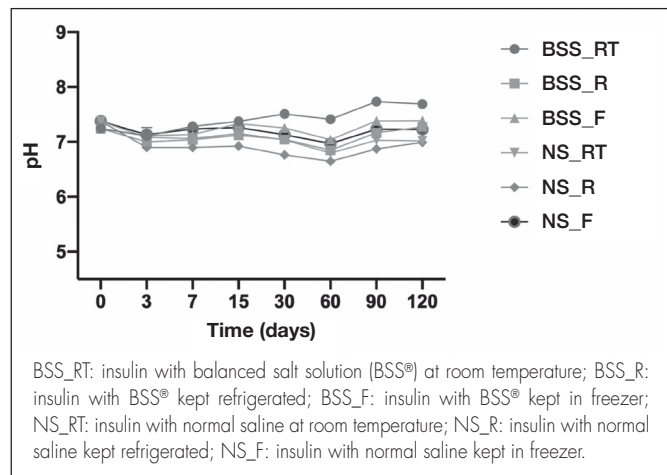 9
8
7
6
5
pH
0 3 7 15 30 60 90 120
Time (days)
BSS_RT
BSS_R
BSS_F
NS_RT
NS_R
NS_F
BSS_RT: insulin with balanced salt solution (BSS®) at room temperature; BSS_R:
insulin with BSS® kept refrigerated; BSS_F: insulin with BSS® kept in freezer;
NS_RT: insulin with normal saline at room temperature; NS_R: insulin with normal
saline kept refrigerated; NS_F: insulin with normal saline kept in freezer.